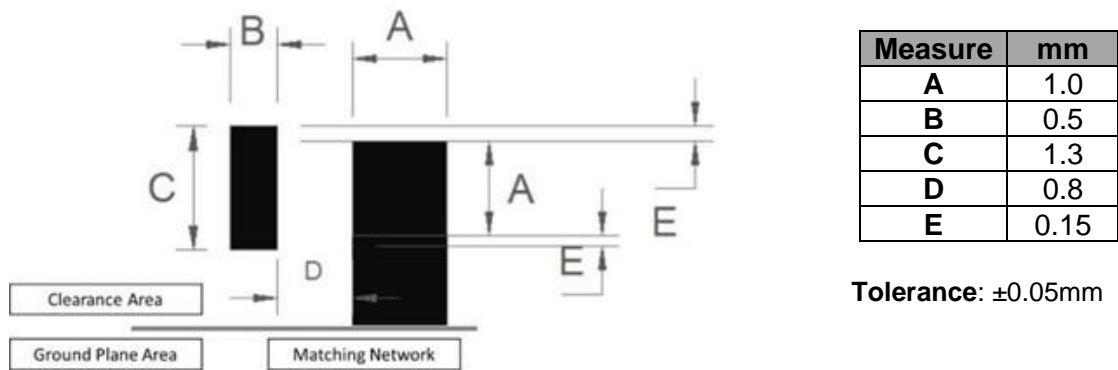 B
A
C
A
E
E
D
Clearance Area
Ground Plane Area
Matching Network
Measure mm
A 1.0
B 0.5
C 1.3
D 0.8
E 0.15
Tolerance: ±0.05mm